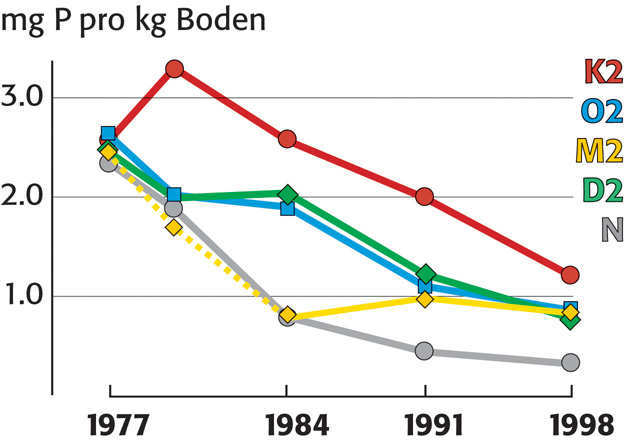 mg P pro kg Boden
3.0
2.0
1.0
K2
O2
M2
D2
N
1977 1984 1991 1998